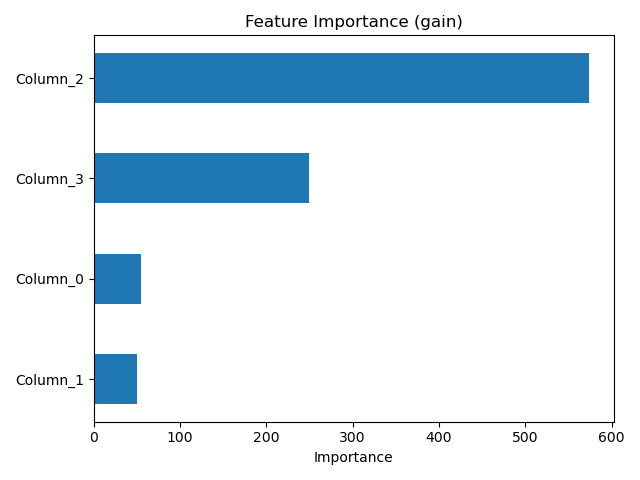 Feature Importance (gain)
Column_2
Column_3
Column_0
Column_1
0 100 200 300 400 500 600
Importance